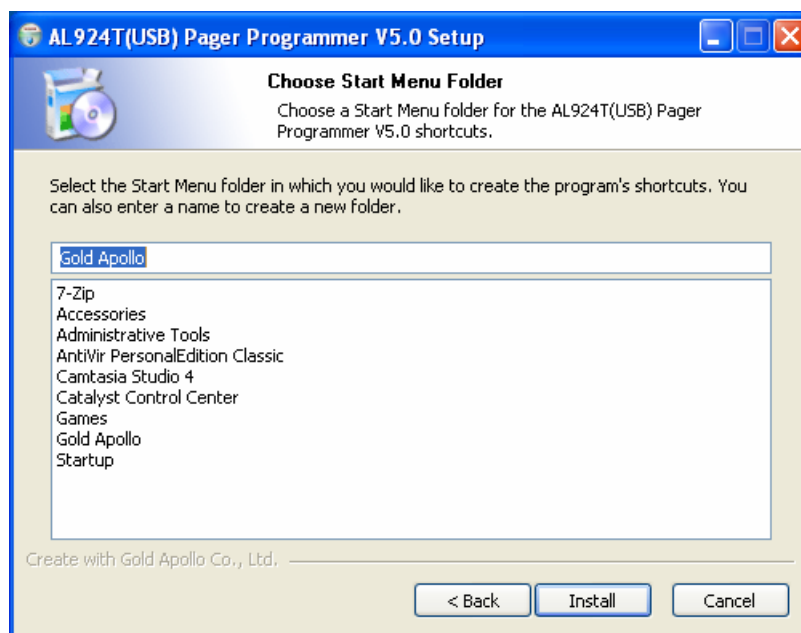 AL924T(USB) Pager Programmer V5.0 Setup
Choose Start Menu Folder
Choose a Start Menu folder for the AL924T(USB) Pager
Programmer V5.0 shortcuts.
Select the Start Menu folder in which you would like to create the program's shortcuts. You
can also enter a name to create a new folder.
Gold Apollo
7-Zip
Accessories
Administrative Tools
AntiVir PersonalEdition Classic
Camtasia Studio 4
Catalyst Control Center
Games
Gold Apollo
Startup
Create with Gold Apollo Co., Ltd.
< Back Install Cancel